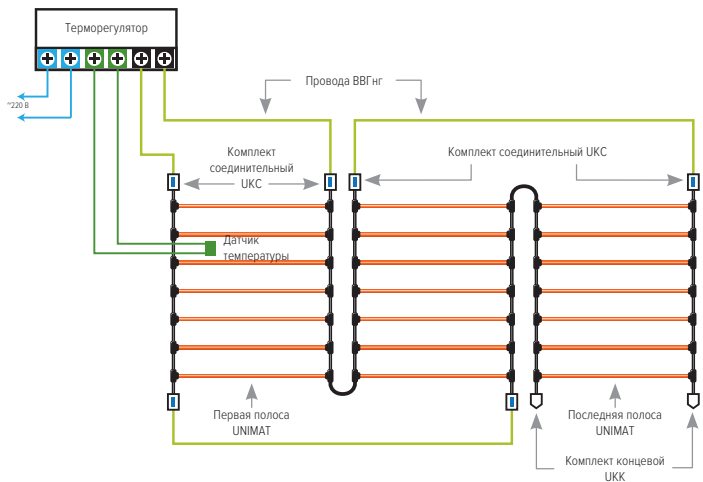 Терморегулятор
~220 В
Провода ВВГнг
Комплект
соединительный
UKC
Комплект соединительный UKC
Датчик
температуры
Первая полоса
UNIMAT
Последняя полоса
UNIMAT
Комплект концевой
UKK